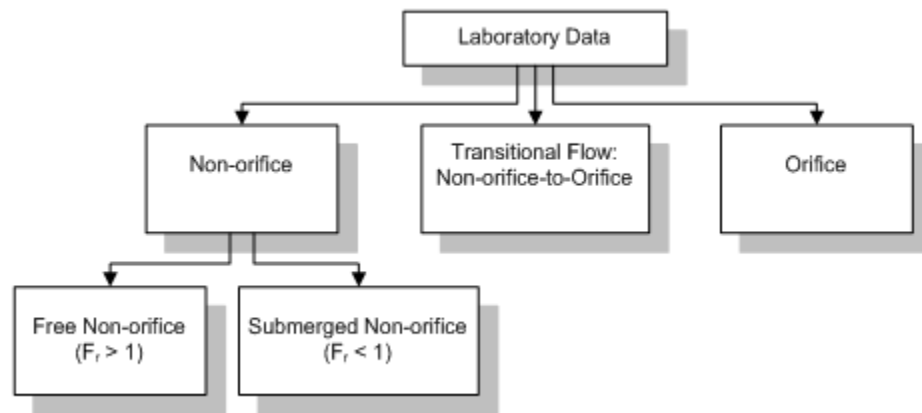 Laboratory Data
Non-orifice
Transitional Flow:
Non-orifice-to-Orifice
Orifice
Free Non-orifice
(Fᵣ > 1)
Submerged Non-orifice
(Fᵣ < 1)